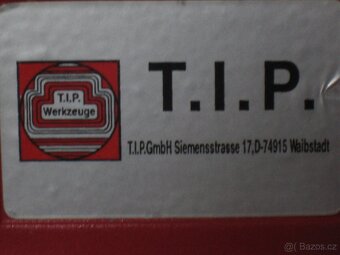 T.I.P.
Werkzeuge
T.I.P.
T.I.P.GmbH Siemensstrasse 17,D-74915 Waibstadt
Bazos.cz